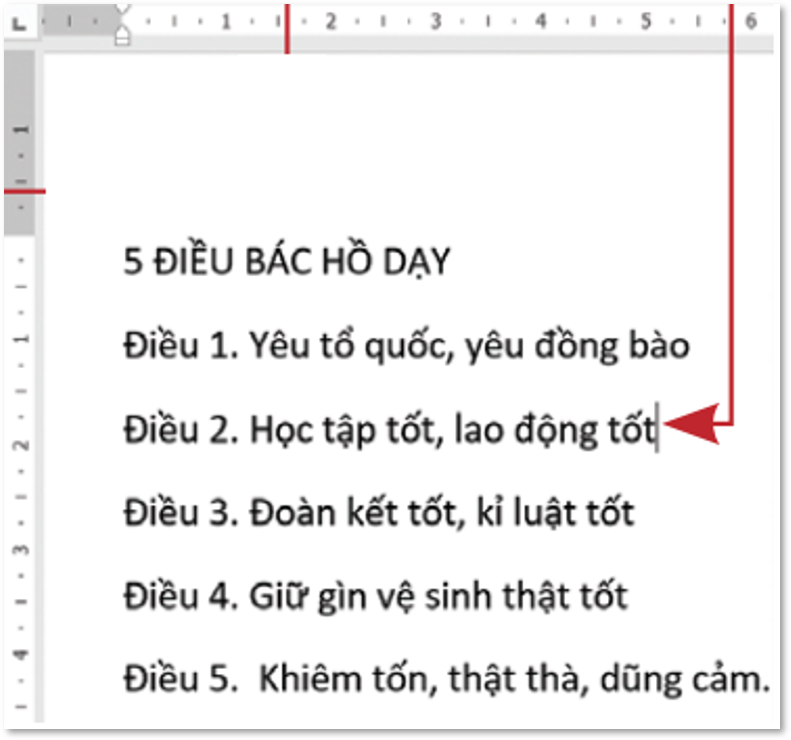 1 2 3 4 5 6
1
1
2
3
4
5 ĐIỀU BÁC HỒ DẠY
Điều 1. Yêu tổ quốc, yêu đồng bào
Điều 2. Học tập tốt, lao động tốt
Điều 3. Đoàn kết tốt, kỉ luật tốt
Điều 4. Giữ gìn vệ sinh thật tốt
Điều 5.  Khiêm tốn, thật thà, dũng cảm.